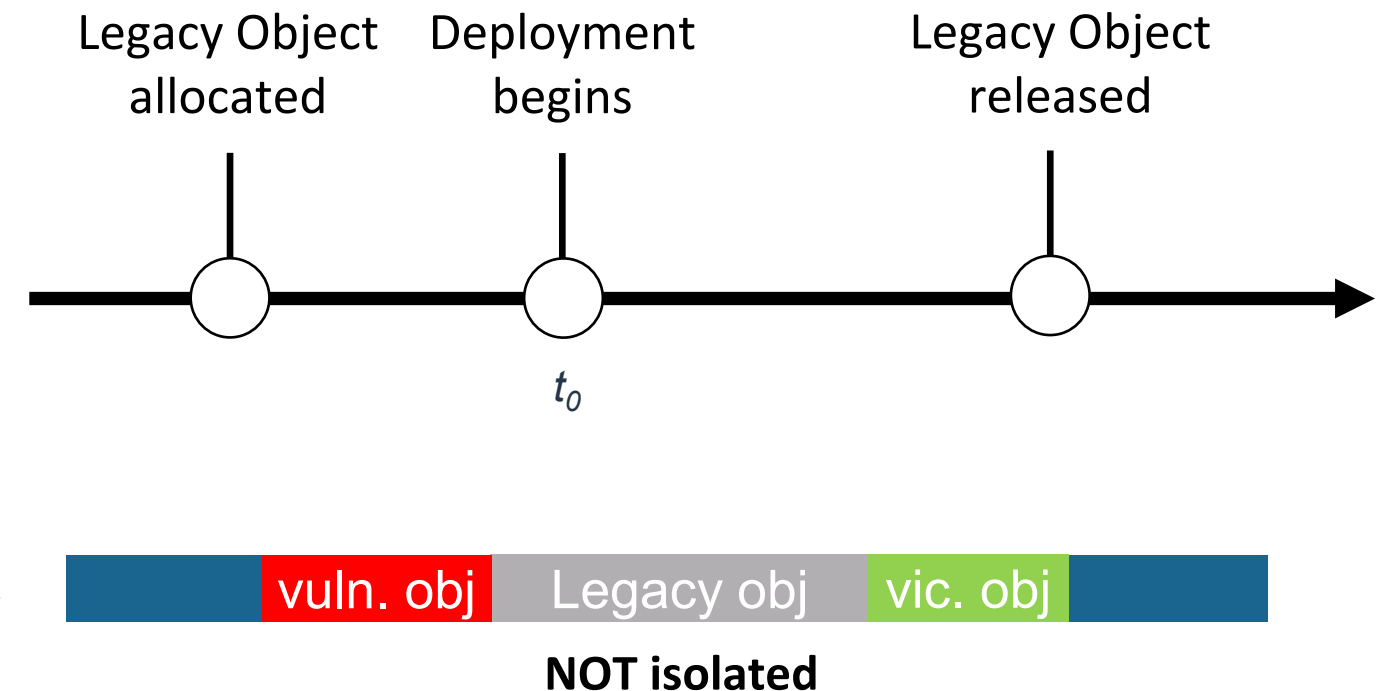 Legacy Object
allocated
Deployment
begins
Legacy Object
released
t0
vuln. obj
Legacy obj
vic. obj
NOT isolated